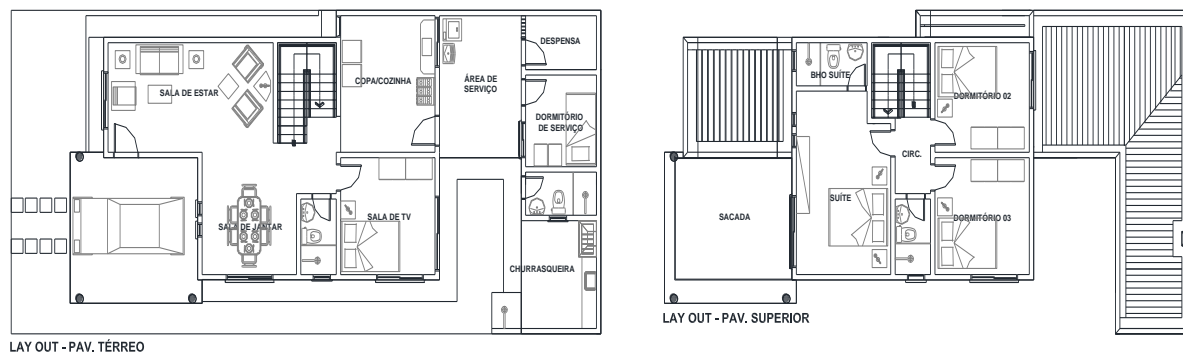 DESPENSA
COPA/COZINHA
ÁREA DE
SERVIÇO
SALA DE ESTAR
DORMITÓRIO
DE SERVIÇO
SALA DE TV
SALA DE JANTAR
CHURRASQUEIRA
LAY OUT - PAV. TÉRREO
BHO SUÍTE
DORMITÓRIO 02
CIRC.
SUÍTE
SACADA
DORMITÓRIO 03
LAY OUT - PAV. SUPERIOR